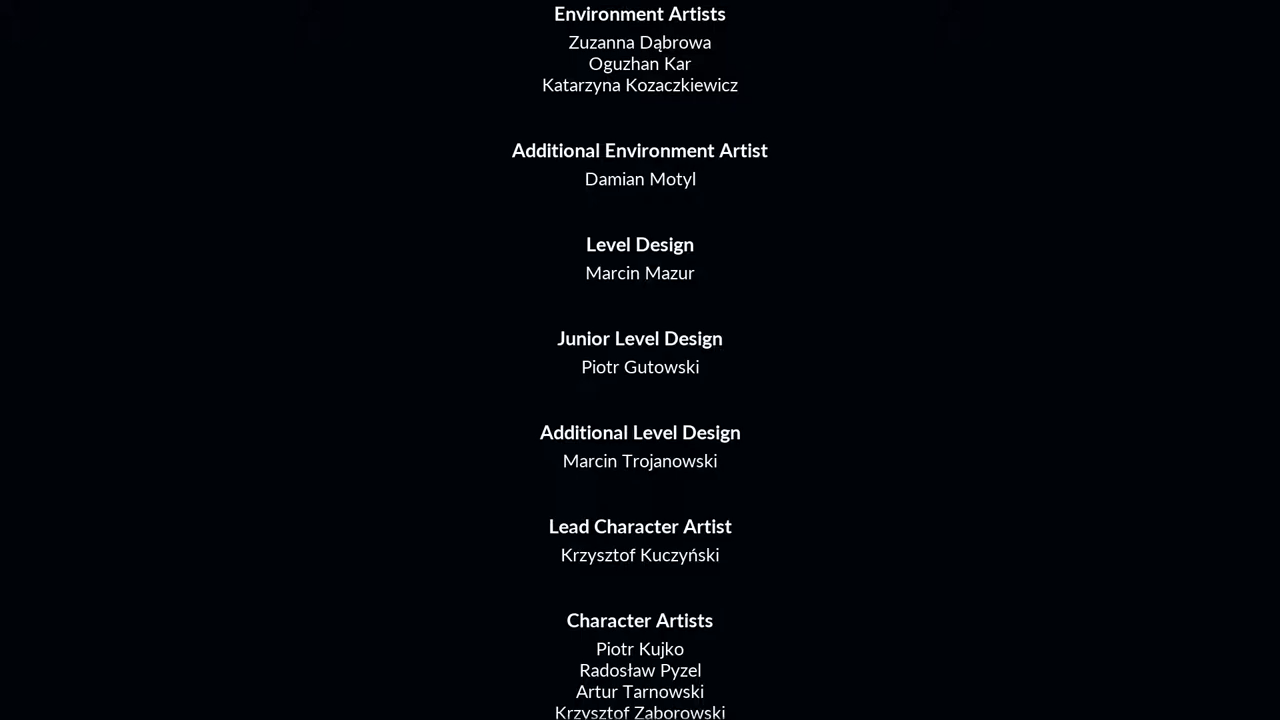 Environment Artists
Zuzanna Dąbrowa
Oguzhan Kar
Katarzyna Kozaczkiewicz
Additional Environment Artist
Damian Motyl
Level Design
Marcin Mazur
Junior Level Design
Piotr Gutowski
Additional Level Design
Marcin Trojanowski
Lead Character Artist
Krzysztof Kuczyński
Character Artists
Piotr Kujko
Radosław Pyzel
Artur Tarnowski
Krzysztof Zaborowski